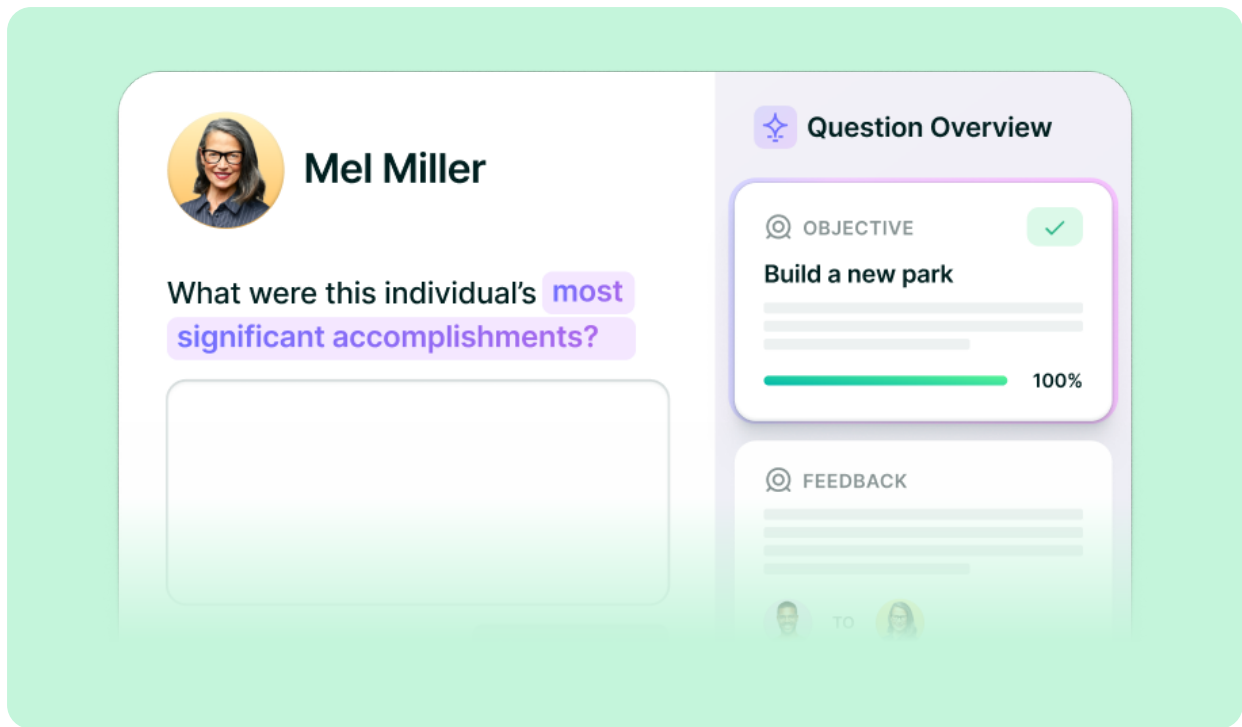 Mel Miller
What were this individual’s most
significant accomplishments?
Question Overview
OBJECTIVE
Build a new park
100%
FEEDBACK
TO